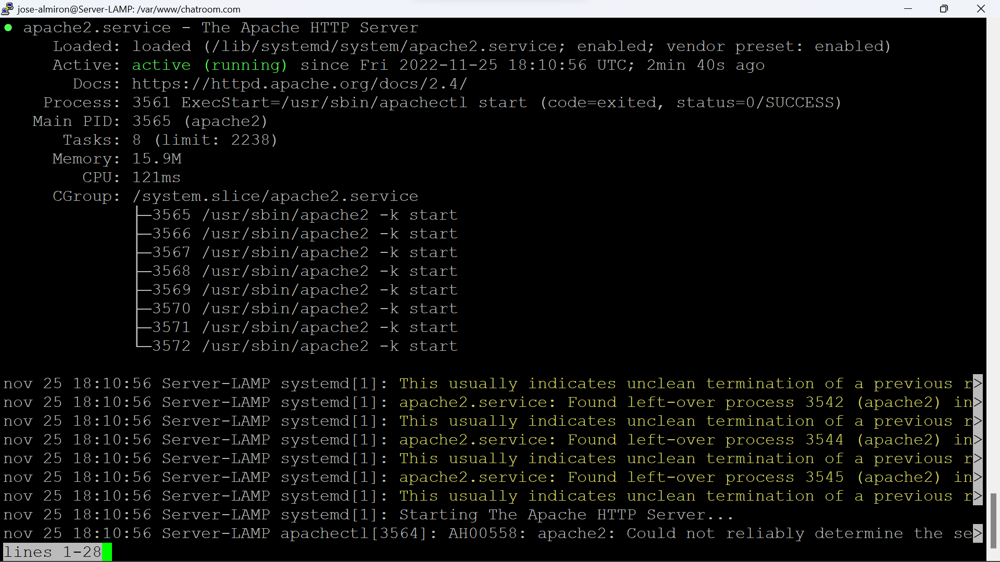 jose-almiron@Server-LAMP: /var/www/chatroom.com
● apache2.service - The Apache HTTP Server
     Loaded: loaded (/lib/systemd/system/apache2.service; enabled; vendor preset: enabled)
     Active: active (running) since Fri 2022-11-25 18:10:56 UTC; 2min 40s ago
       Docs: https://httpd.apache.org/docs/2.4/
    Process: 3561 ExecStart=/usr/sbin/apachectl start (code=exited, status=0/SUCCESS)
   Main PID: 3565 (apache2)
      Tasks: 8 (limit: 2238)
     Memory: 15.9M
        CPU: 121ms
     CGroup: /system.slice/apache2.service
             ├─3565 /usr/sbin/apache2 -k start
             ├─3566 /usr/sbin/apache2 -k start
             ├─3567 /usr/sbin/apache2 -k start
             ├─3568 /usr/sbin/apache2 -k start
             ├─3569 /usr/sbin/apache2 -k start
             ├─3570 /usr/sbin/apache2 -k start
             ├─3571 /usr/sbin/apache2 -k start
             └─3572 /usr/sbin/apache2 -k start
nov 25 18:10:56 Server-LAMP systemd[1]: This usually indicates unclean termination of a previous r>
nov 25 18:10:56 Server-LAMP systemd[1]: apache2.service: Found left-over process 3542 (apache2) in>
nov 25 18:10:56 Server-LAMP systemd[1]: This usually indicates unclean termination of a previous r>
nov 25 18:10:56 Server-LAMP systemd[1]: apache2.service: Found left-over process 3544 (apache2) in>
nov 25 18:10:56 Server-LAMP systemd[1]: This usually indicates unclean termination of a previous r>
nov 25 18:10:56 Server-LAMP systemd[1]: apache2.service: Found left-over process 3545 (apache2) in>
nov 25 18:10:56 Server-LAMP systemd[1]: This usually indicates unclean termination of a previous r>
nov 25 18:10:56 Server-LAMP systemd[1]: Starting The Apache HTTP Server...
nov 25 18:10:56 Server-LAMP apachectl[3564]: AH00558: apache2: Could not reliably determine the se>
lines 1-28